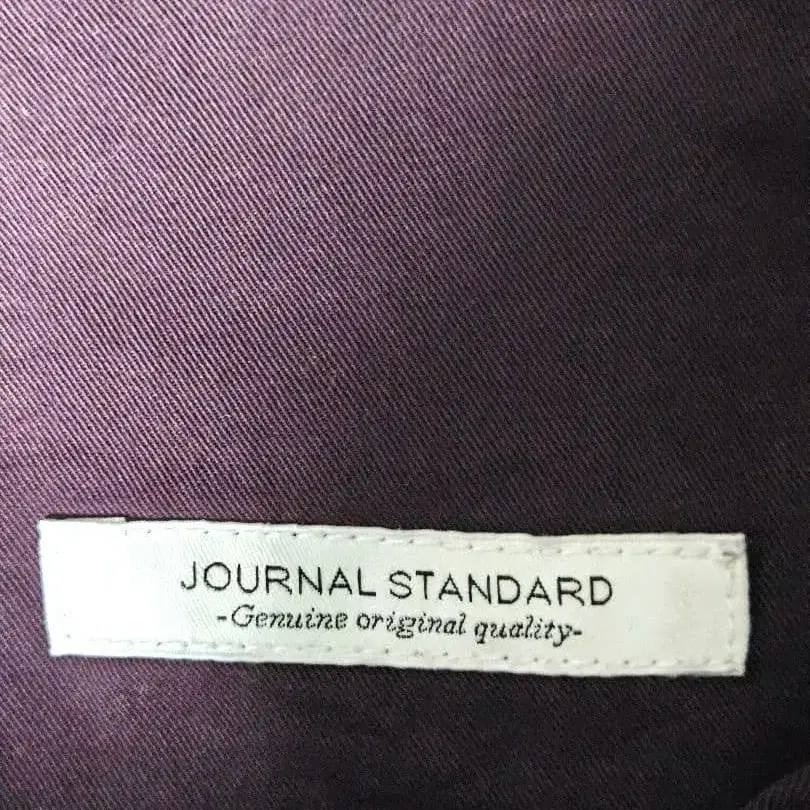 JOURNAL STANDARD
-Genuine original quality-